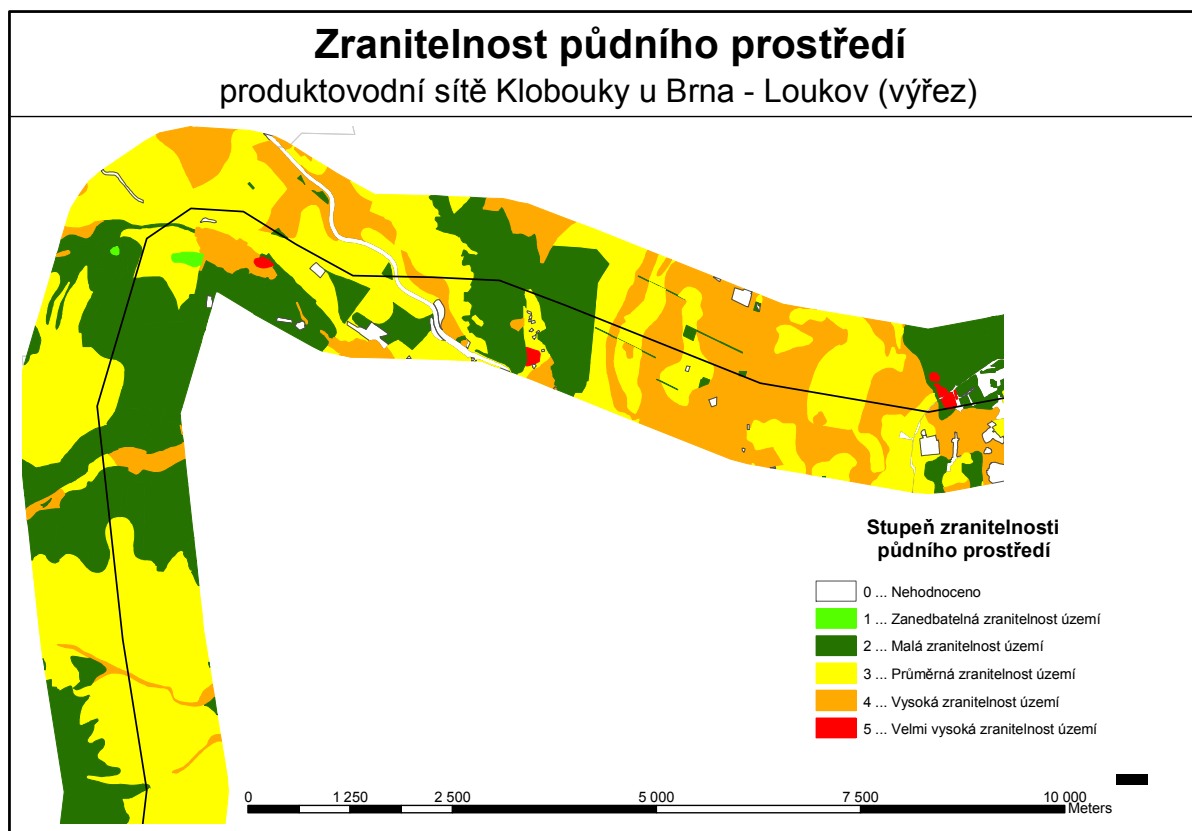 Zranitelnost půdního prostředí
produktovodní sítě Klobouky u Brna - Loukov (výřez)
Stupeň zranitelnosti
půdního prostředí
0 ... Nehodnoceno
1 ... Zanedbatelná zranitelnost území
2 ... Malá zranitelnost území
3 ... Průměrná zranitelnost území
4 ... Vysoká zranitelnost území
5 ... Velmi vysoká zranitelnost území
0 1 250 2 500 5 000 7 500 10 000
Meters